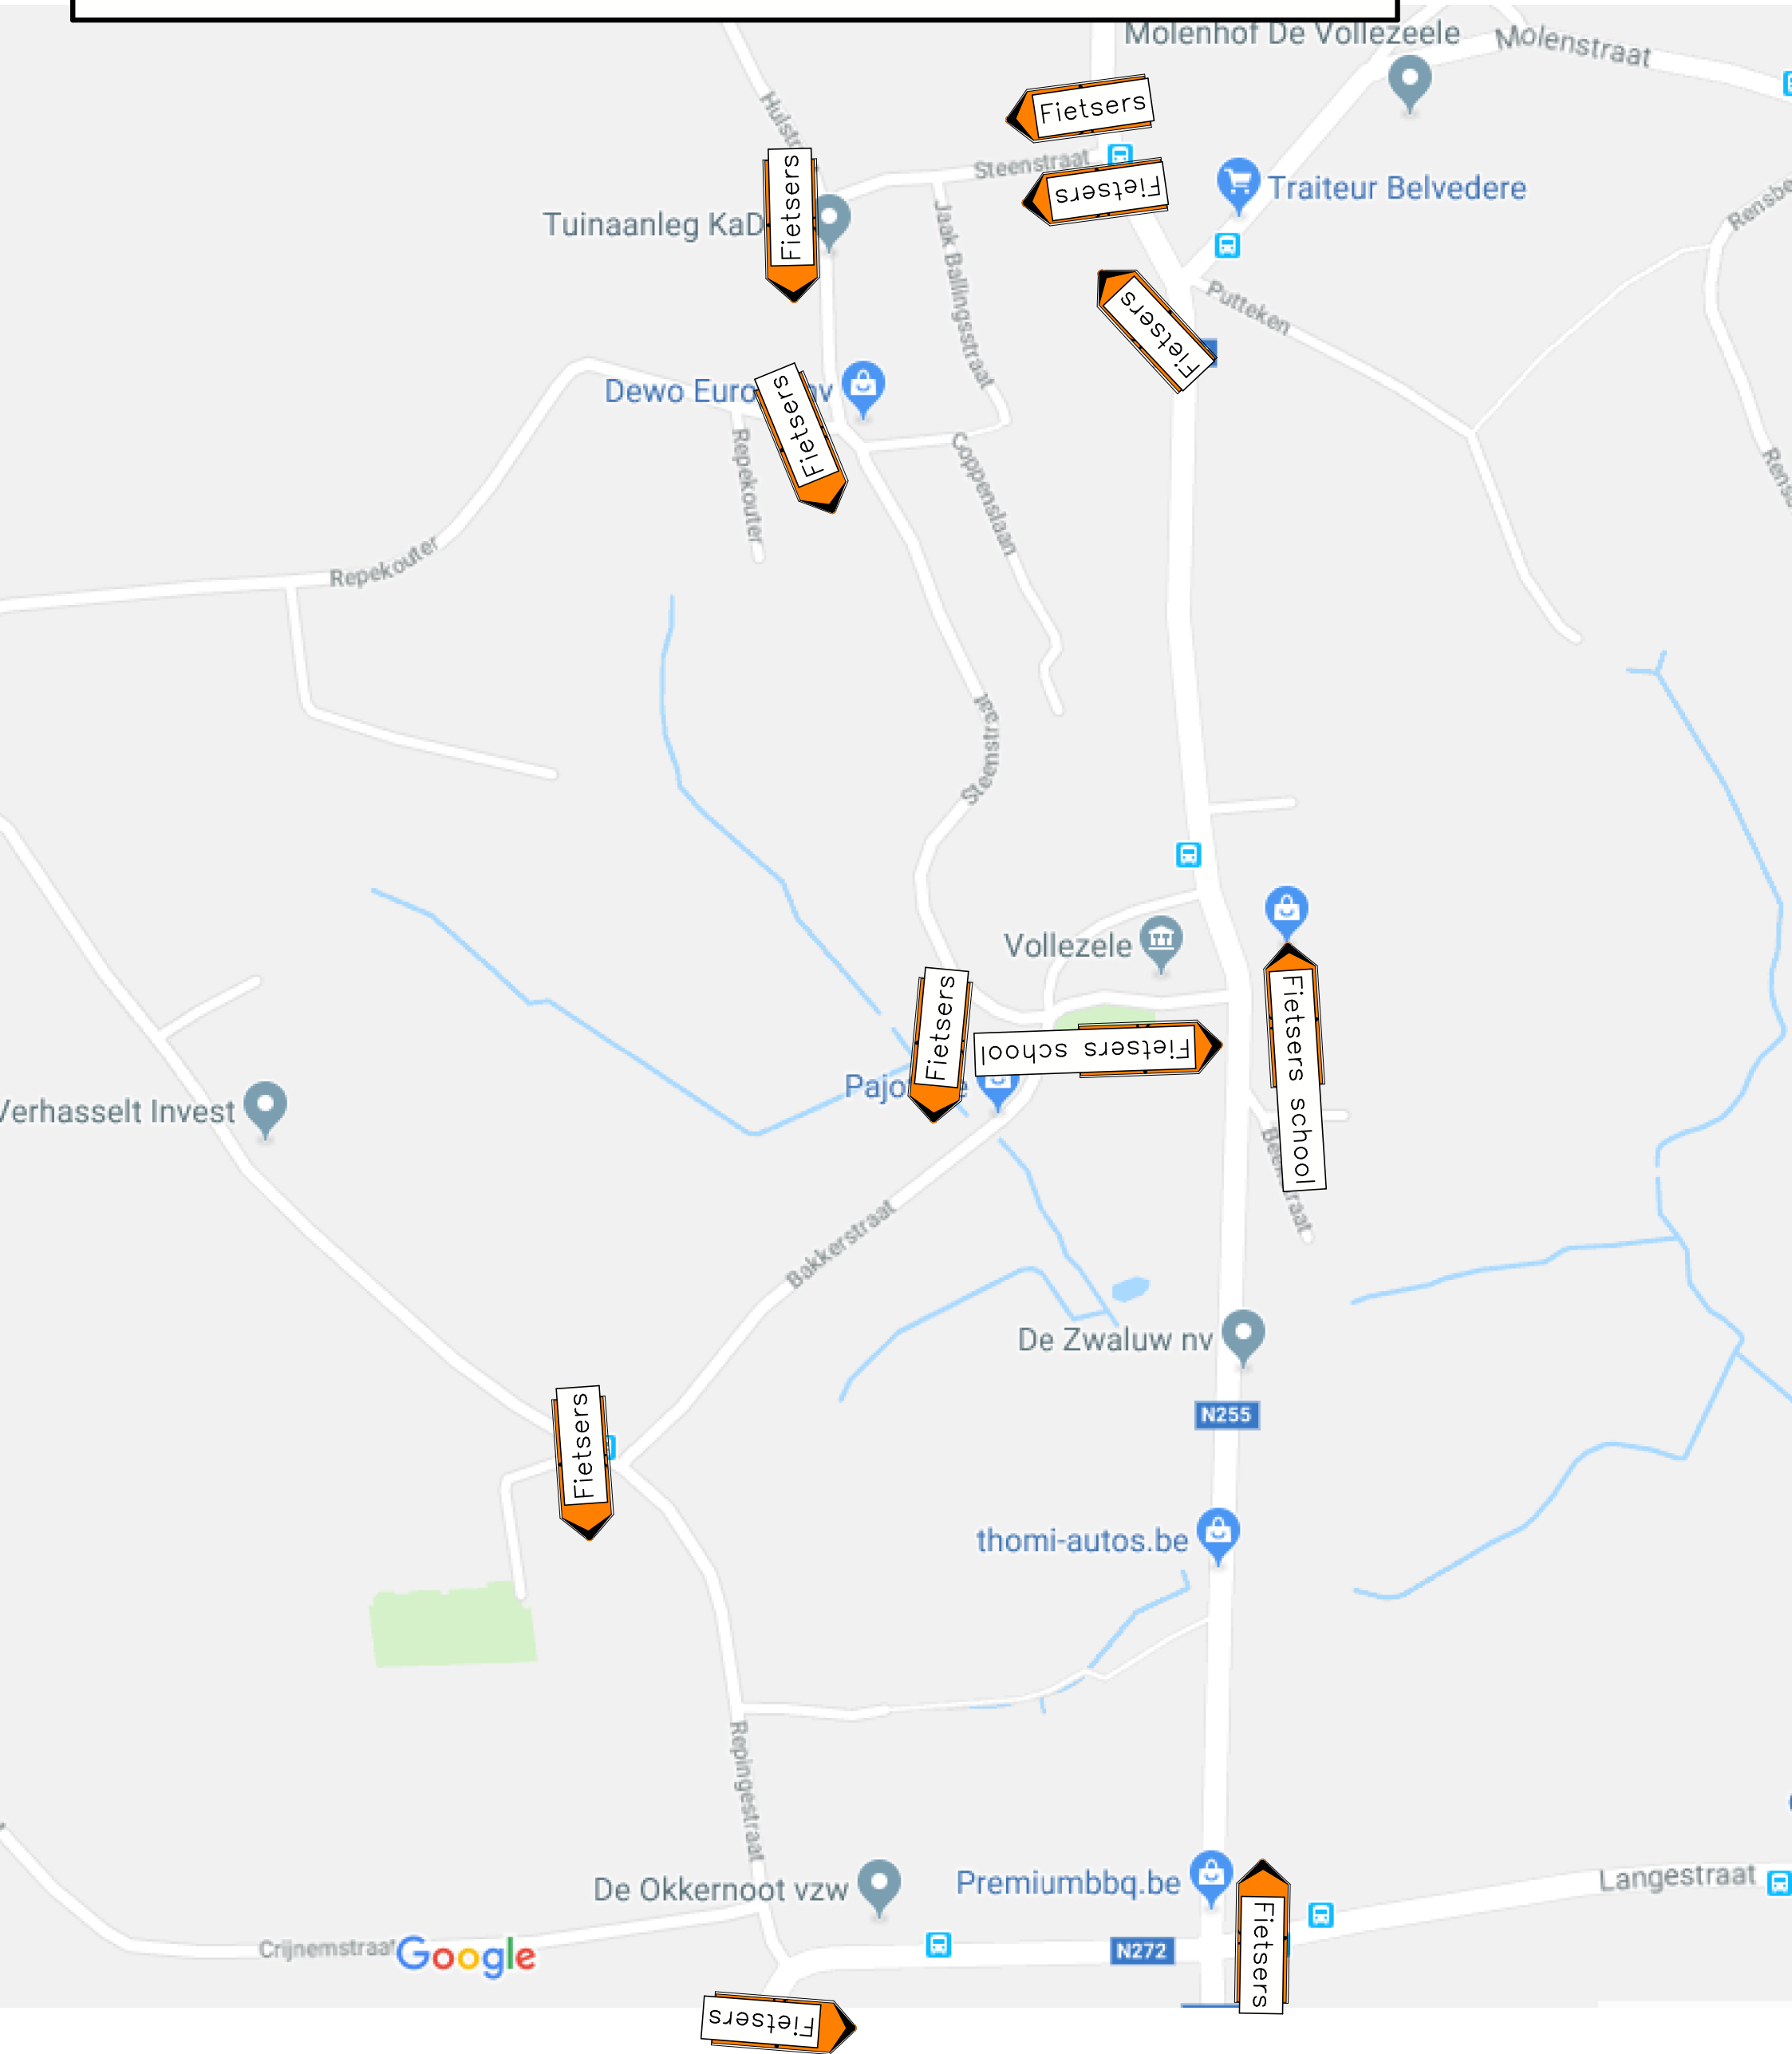 Molenhof De Vollezeele
Molenstraat
Fietsers
Hulstr
Steenstraat
Fietsers
Fietsers
Traiteur Belvedere
Tuinaanleg KaD
Jaak Ballingsstraat
Putteken
Fietsers
Dewo Euro
nv
Fietsers
Repekouter
Coppenslaan
Repekouter
Steenstraat
Vollezele
Fietsers
Fietsers school
Fietsers school
Pajot
e
Verhasselt Invest
Bakkerstraat
De Zwaluw nv
Fietsers
N255
thomi-autos.be
Repingestraat
De Okkernoot vzw
Premiumbbq.be
Langestraat
Crijnemstraat
Google
N272
Fietsers
Fietsers